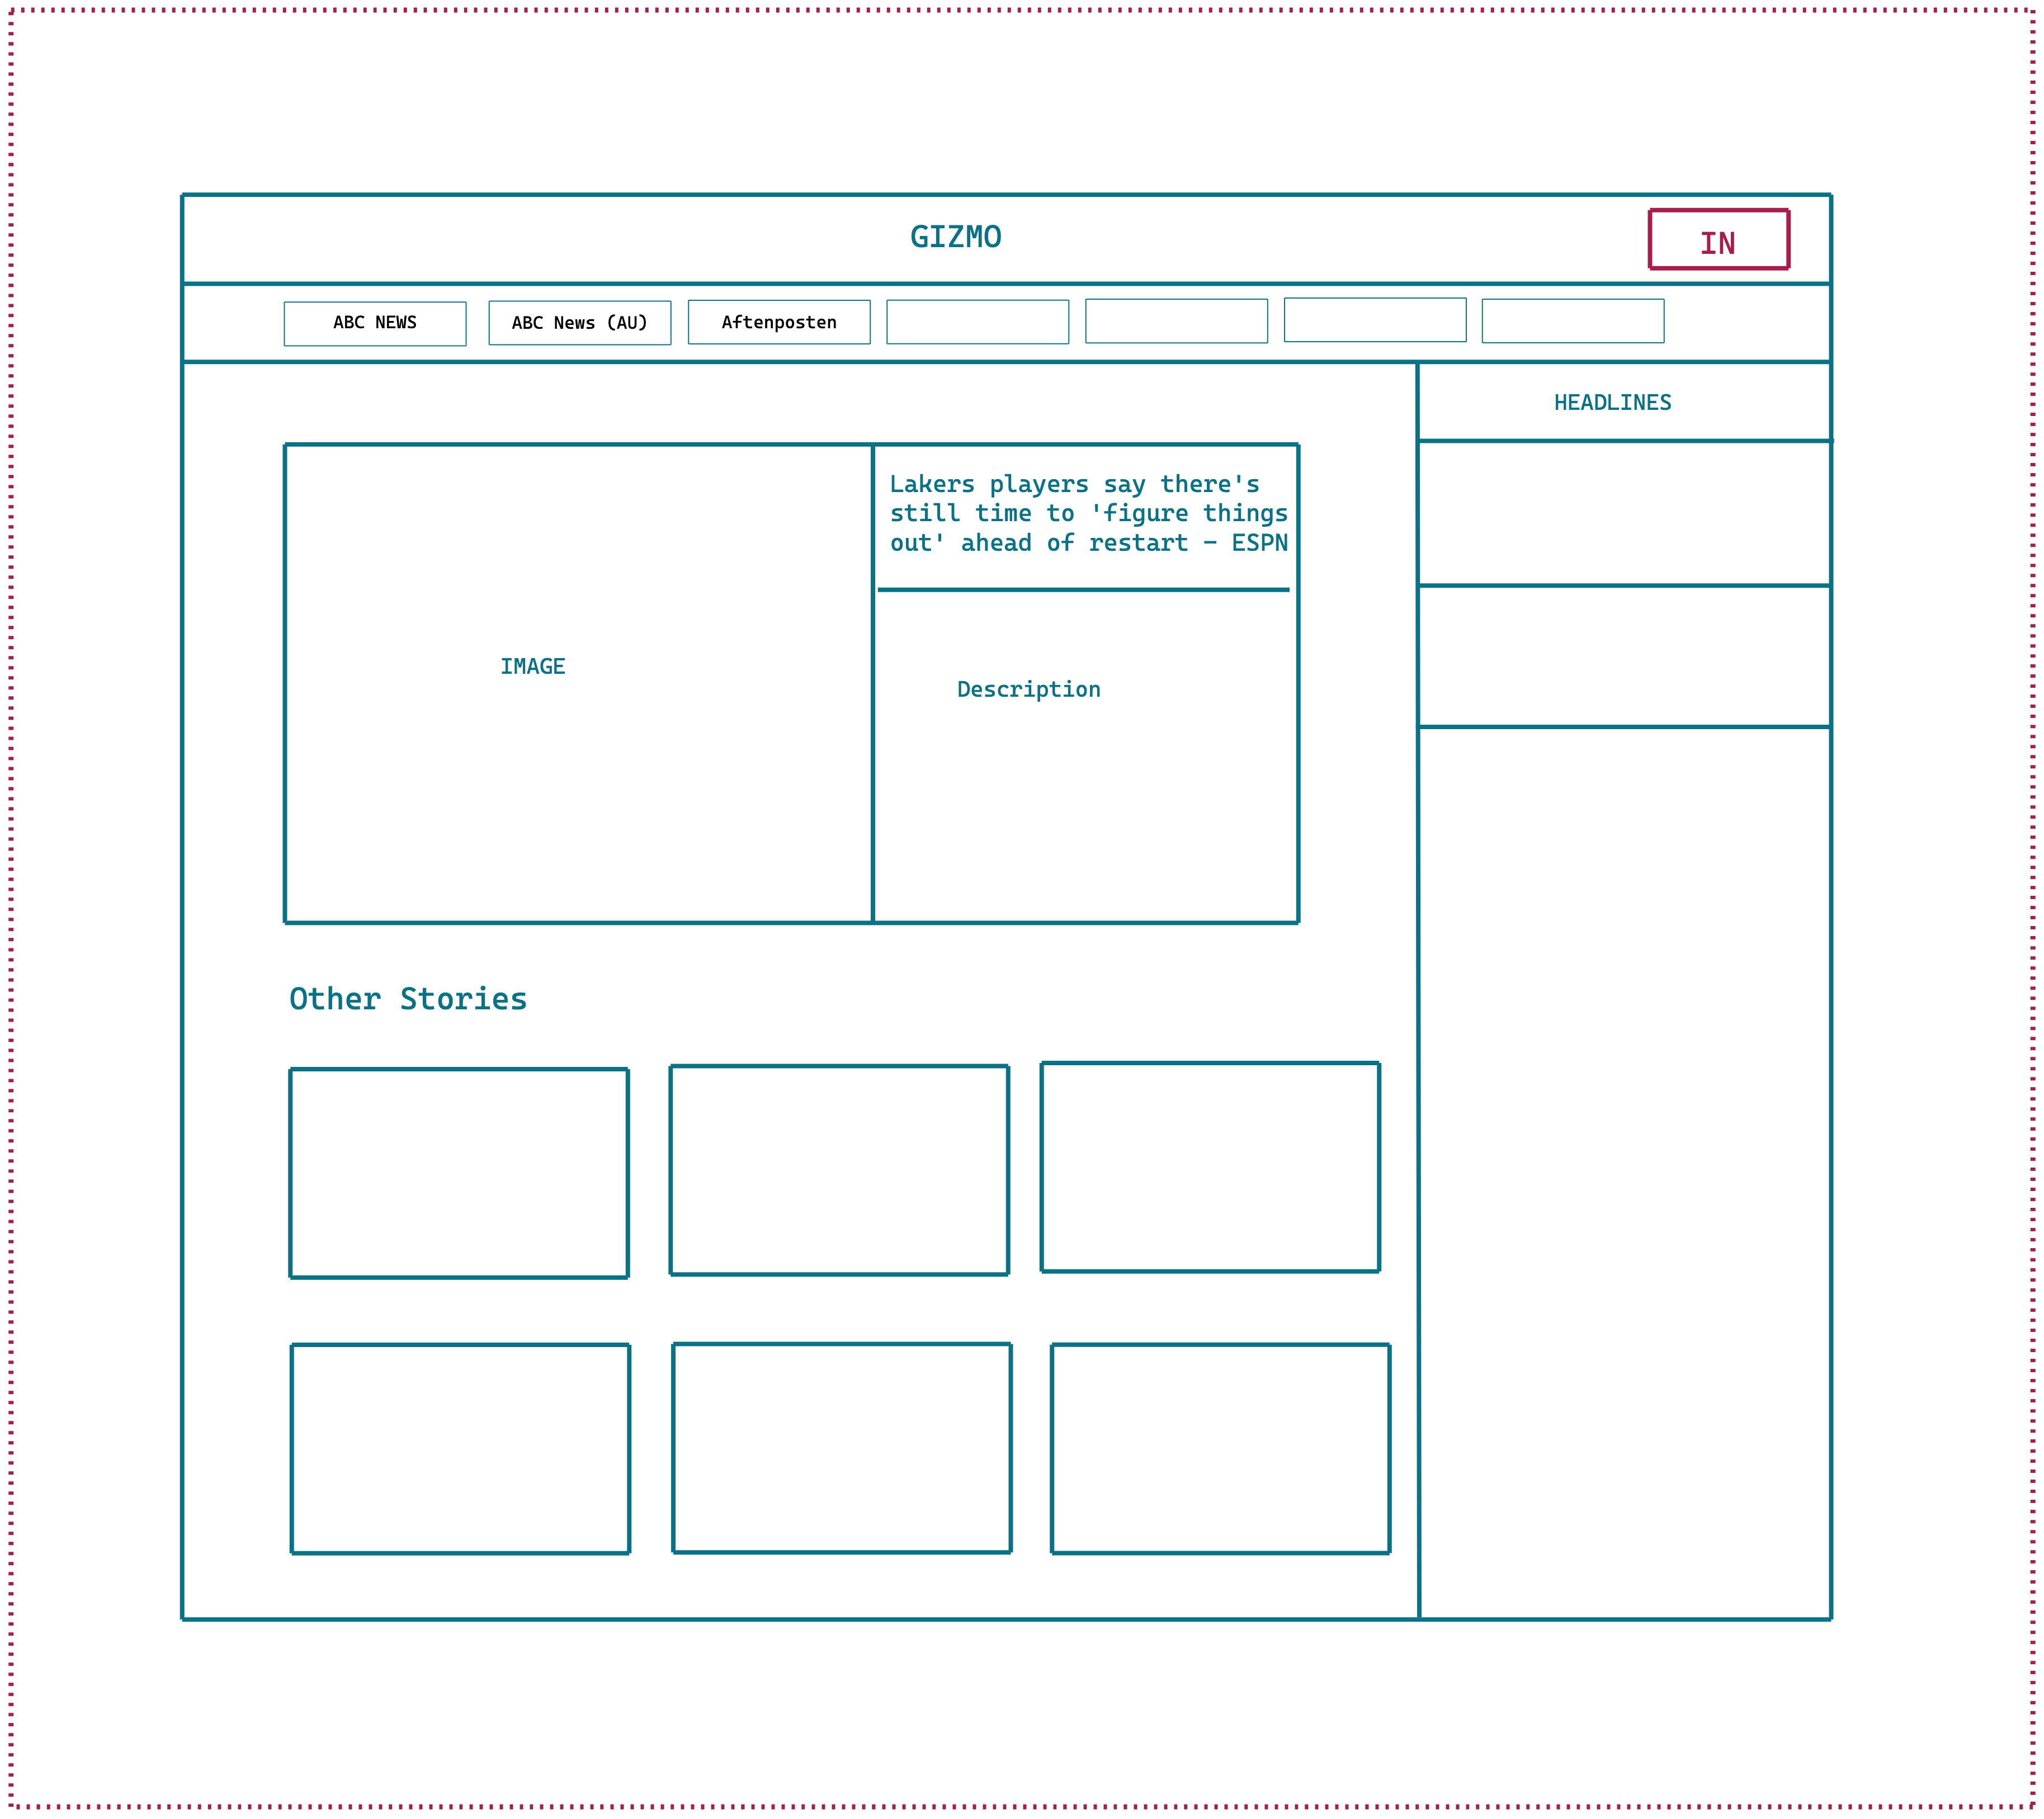 GIZMO
IN
ABC NEWS
ABC News (AU)
Aftenposten
HEADLINES
Lakers players say there's
still time to 'figure things
out' ahead of restart - ESPN
IMAGE
Description
Other Stories